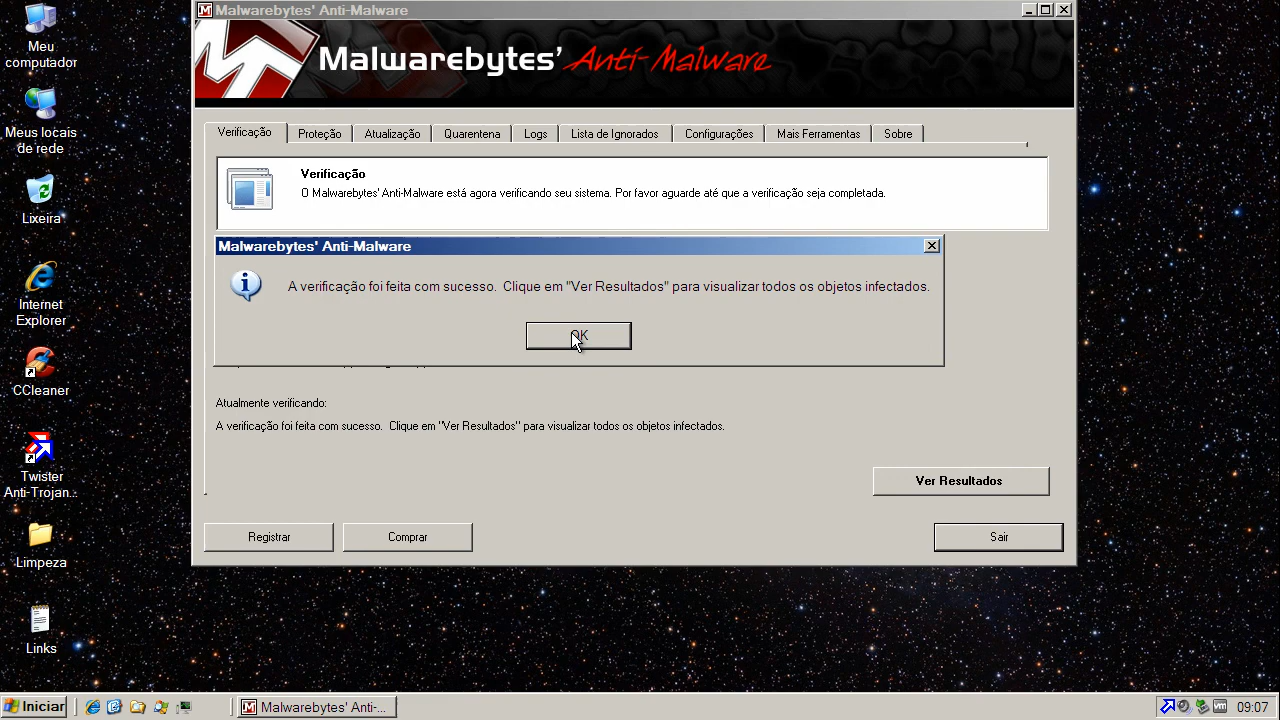 Meu
computador
Meus locais
de rede
Lixeira
Internet
Explorer
CCleaner
Twister
Anti-Trojan...
Limpeza
Links
Malwarebytes' Anti-Malware
Malwarebytes' Anti-Malware
Verificação
Proteção
Atualização
Quarentena
Logs
Lista de Ignorados
Configurações
Mais Ferramentas
Sobre
Verificação
O Malwarebytes' Anti-Malware está agora verificando seu sistema. Por favor aguarde até que a verificação seja completada.
Malwarebytes' Anti-Malware
A verificação foi feita com sucesso. Clique em "Ver Resultados" para visualizar todos os objetos infectados.
OK
Atualmente verificando:
A verificação foi feita com sucesso. Clique em "Ver Resultados" para visualizar todos os objetos infectados.
Ver Resultados
Registrar
Comprar
Sair
Iniciar
Malwarebytes' Anti-...
09:07